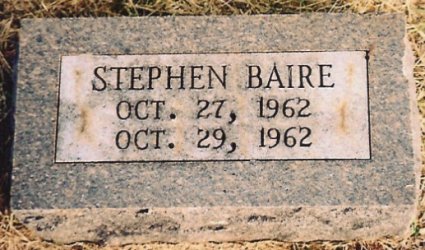 STEPHEN BAIRE
OCT. 27, 1962
OCT. 29, 1962